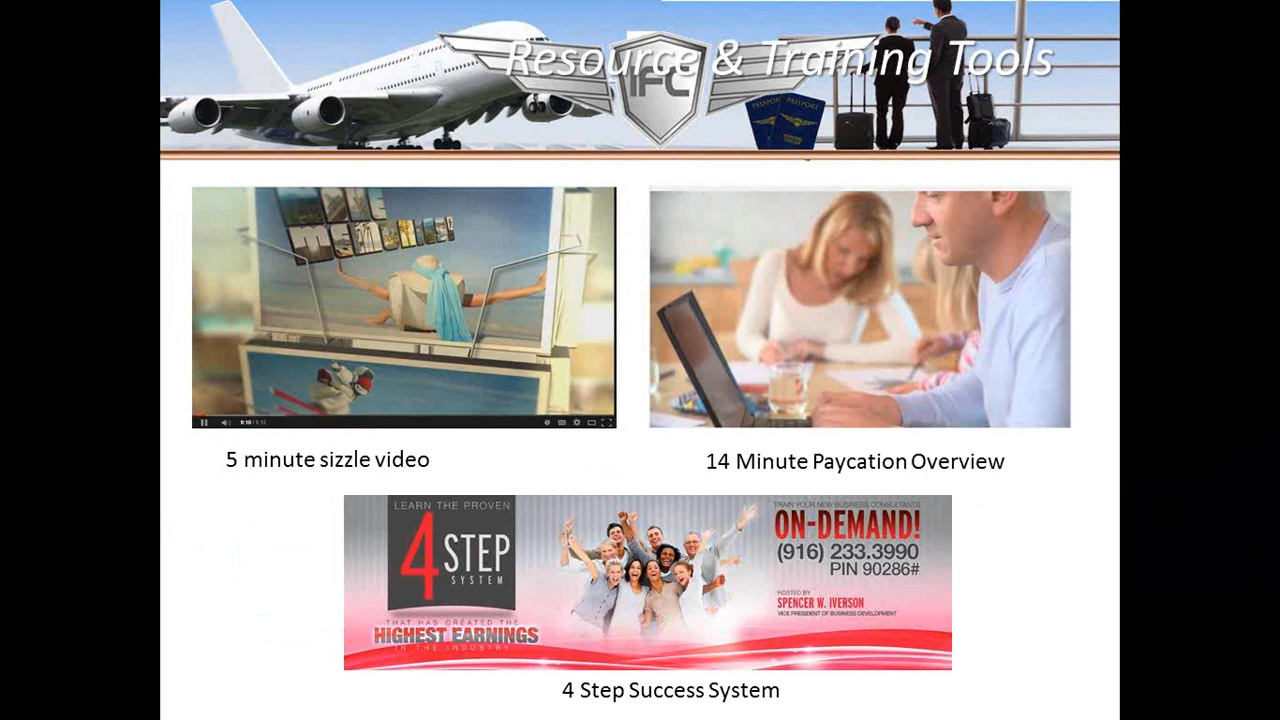 Resource & Training Tools
IFC
PASSPORT
PASSPORT
5 minute sizzle video
14 Minute Paycation Overview
LEARN THE PROVEN
4 STEP
SYSTEM
THAT HAS CREATED THE
HIGHEST EARNINGS
IN THE INDUSTRY
TRAIN YOUR NEW BUSINESS CONSULTANTS
ON-DEMAND!
(916) 233.3990
PIN 90286#
HOSTED BY
SPENCER W. IVERSON
VICE PRESIDENT OF BUSINESS DEVELOPMENT
4 Step Success System